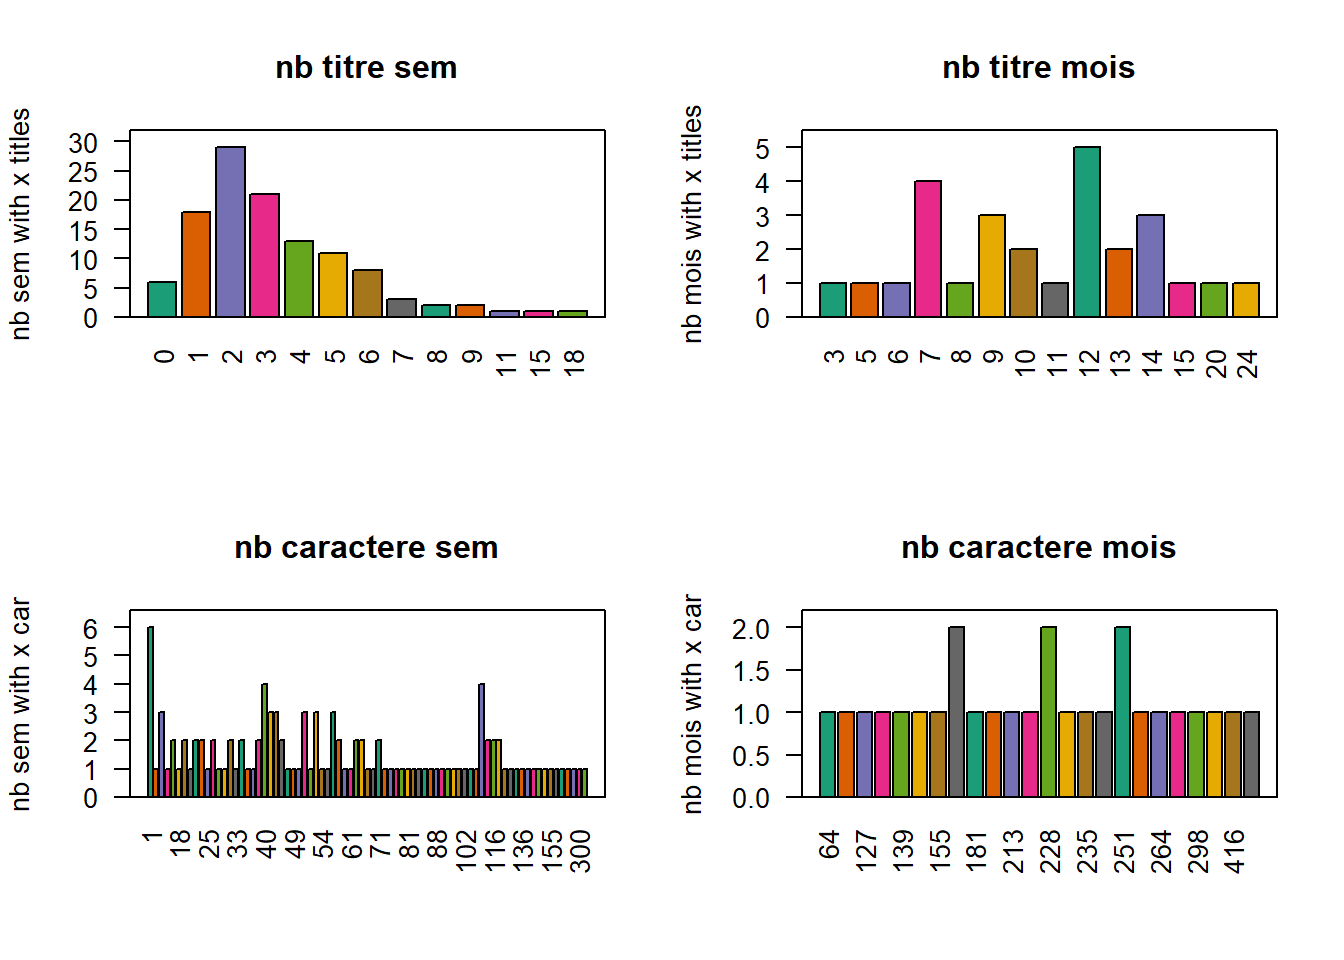 nb titre sem
nb sem with x titles
30
25
20
15
10
5
0
0 1 2 3 4 5 6 7 8 9 11 15 18
nb titre mois
nb mois with x titles
5
4
3
2
1
0
3 5 6 7 8 9 10 11 12 13 14 15 20 24
nb caractere sem
nb sem with x car
6
5
4
3
2
1
0
1 18 25 33 40 49 54 61 71 81 88 102 116 136 155 300
nb caractere mois
nb mois with x car
2.0
1.5
1.0
0.5
0.0
64 127 139 155 181 213 228 235 251 264 298 416